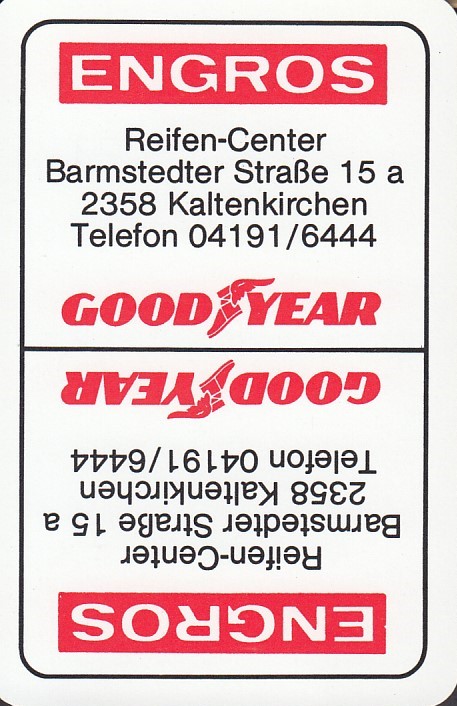 ENGROS
Reifen-Center
Barmstedter Straße 15 a
2358 Kaltenkirchen
Telefon 04191/6444
GOODYEAR
GOODYEAR
Telefon 04191/6444
2358 Kaltenkirchen
Barmstedter Straße 15 a
Reifen-Center
ENGROS